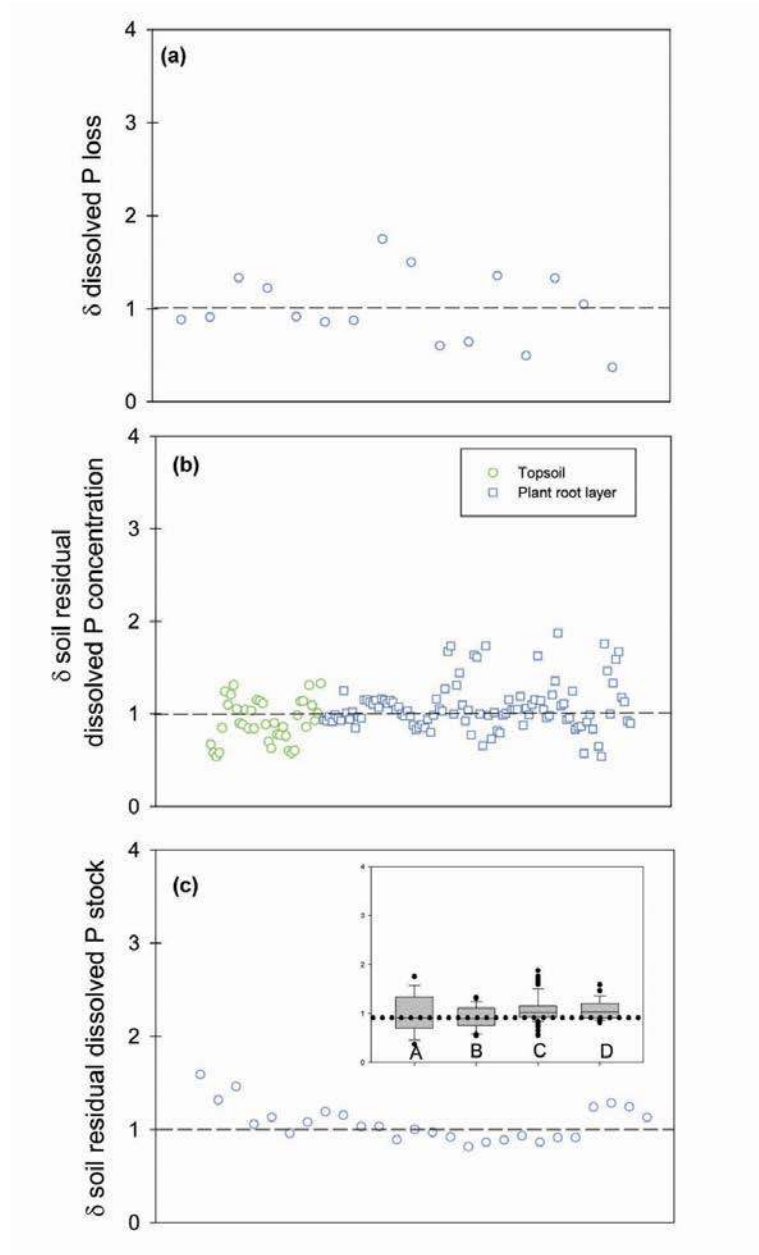 (a)
δ dissolved P loss
4
3
2
1
0
(b)
δ soil residual
dissolved P concentration
4
3
2
1
0
Topsoil
Plant root layer
(c)
δ soil residual dissolved P stock
4
3
2
1
0
4
3
2
1
0
A B C D